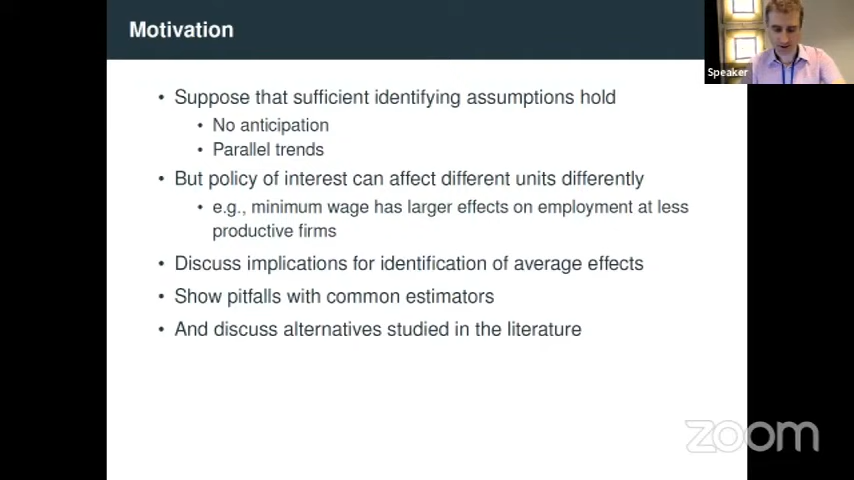 Motivation
Speaker
• Suppose that sufficient identifying assumptions hold
• No anticipation
• Parallel trends
• But policy of interest can affect different units differently
• e.g., minimum wage has larger effects on employment at less
productive firms
• Discuss implications for identification of average effects
• Show pitfalls with common estimators
• And discuss alternatives studied in the literature
zoom